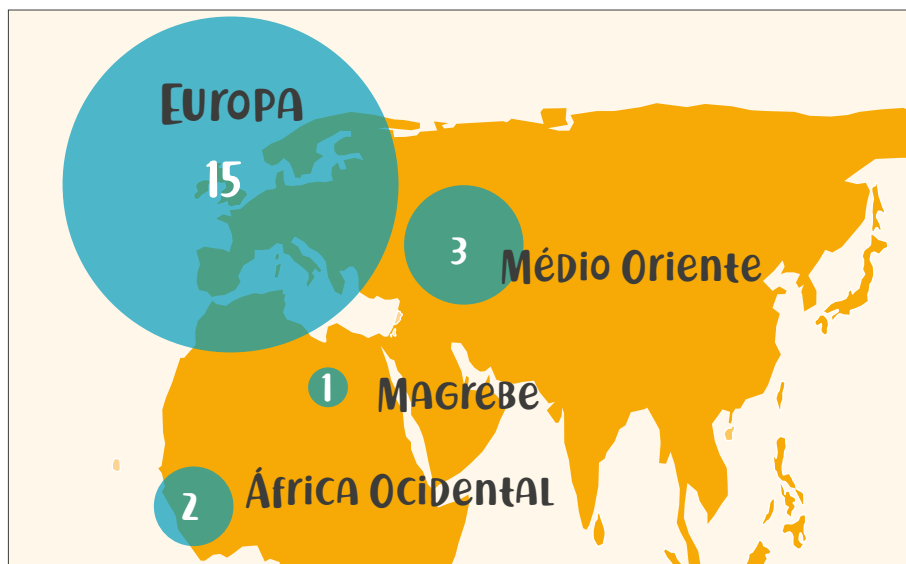 Europa
15
3
Médio Oriente
1
Magrebe
África Ocidental
2